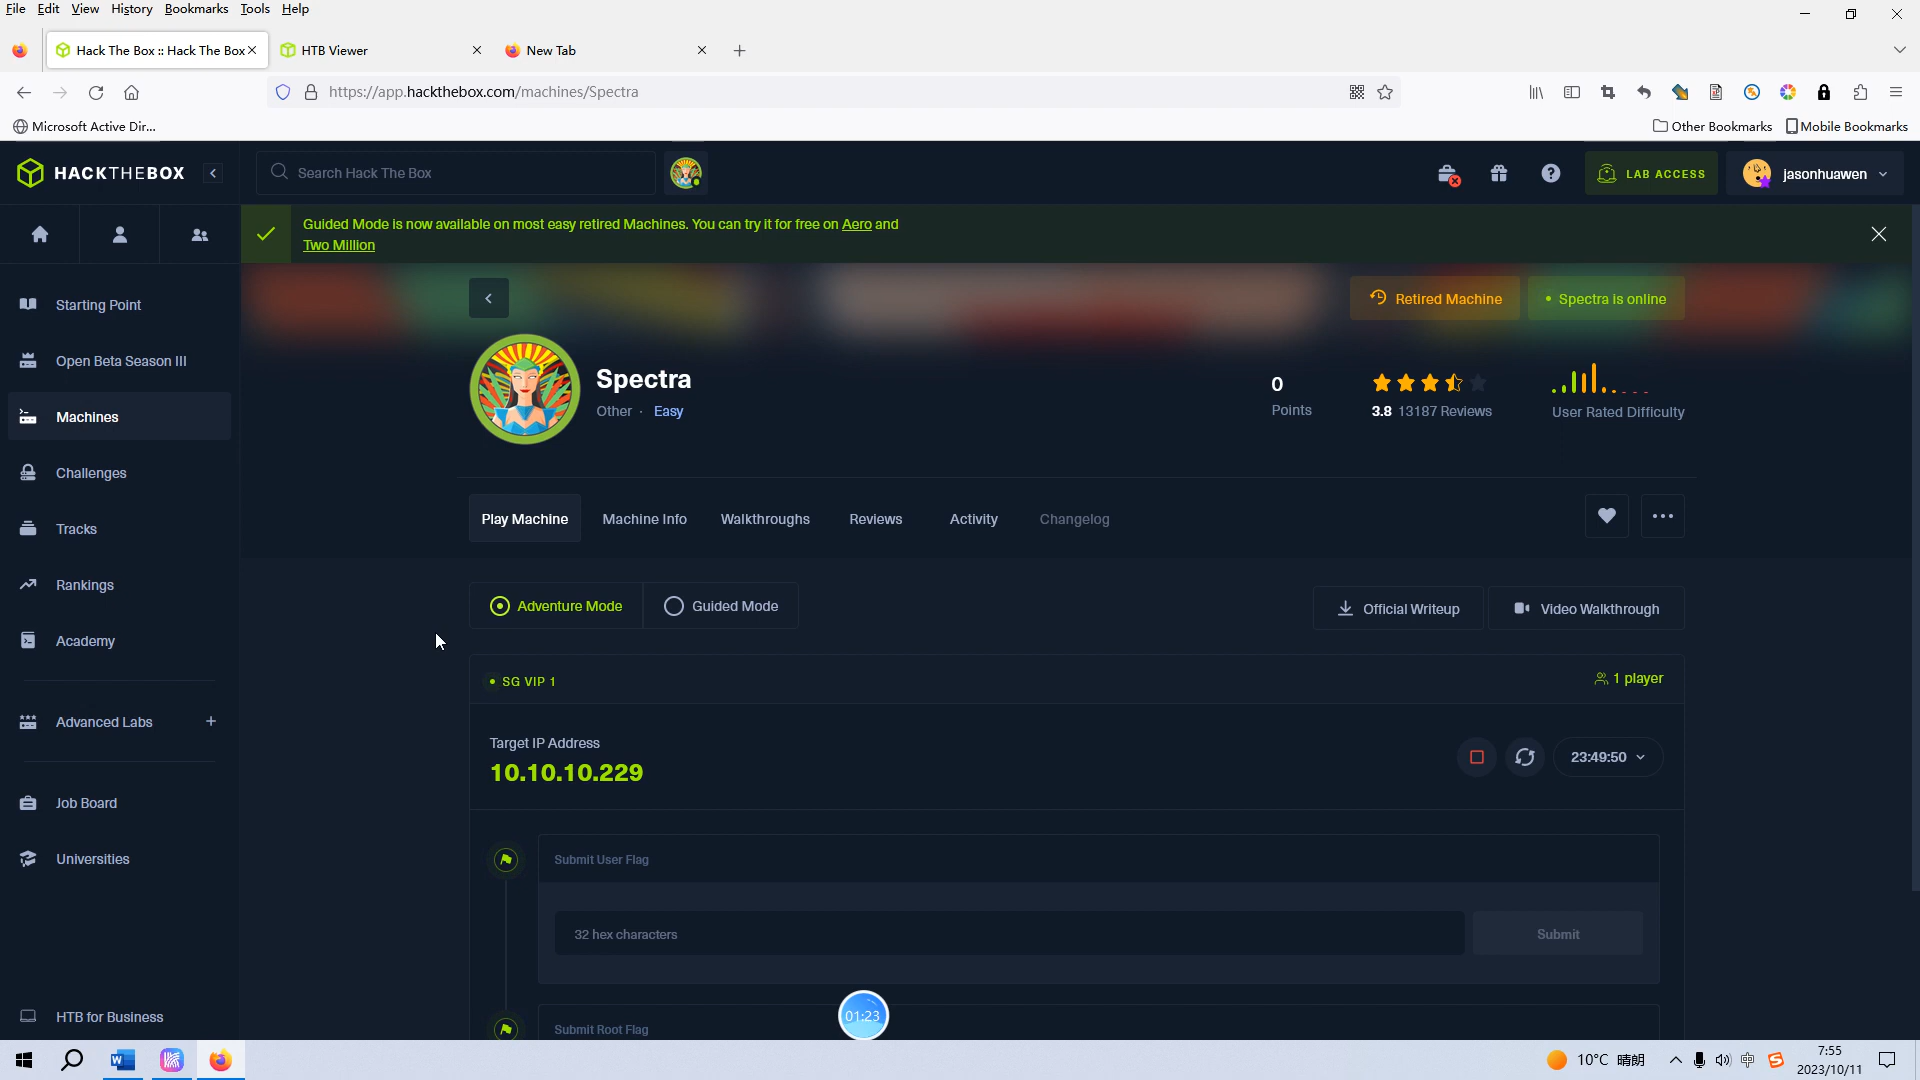 File Edit View History Bookmarks Tools Help
Hack The Box :: Hack The Box
HTB Viewer
New Tab
https://app.hackthebox.com/machines/Spectra
Microsoft Active Dir...
Other Bookmarks
Mobile Bookmarks
HACKTHEBOX
Search Hack The Box
LAB ACCESS
jasonhuawen
Guided Mode is now available on most easy retired Machines. You can try it for free on Aero and
Two Million
Retired Machine
Spectra is online
Starting Point
Open Beta Season III
Machines
Challenges
Tracks
Rankings
Academy
Advanced Labs
Job Board
Universities
HTB for Business
Spectra
Other · Easy
0
Points
3.8 13187 Reviews
User Rated Difficulty
Play Machine
Machine Info
Walkthroughs
Reviews
Activity
Changelog
Adventure Mode
Guided Mode
Official Writeup
Video Walkthrough
SG VIP 1
1 player
Target IP Address
10.10.10.229
23:49:50
Submit User Flag
32 hex characters
Submit
Submit Root Flag
01:23
10°C 晴朗
中
7:55
2023/10/11